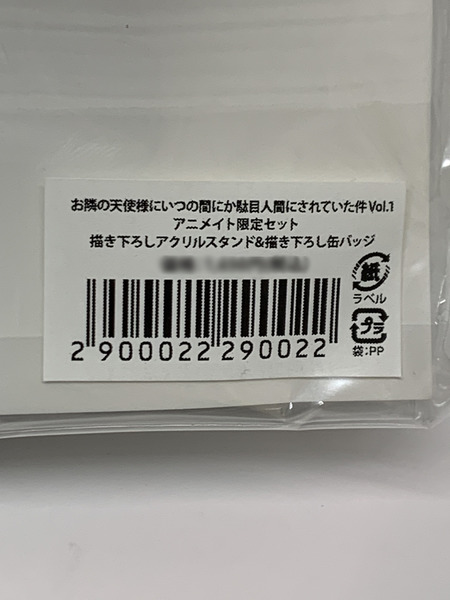 お隣の天使様にいつの間にか駄目人間にされていた件 Vol.1
アニメイト限定セット
描き下ろしアクリルスタンド&描き下ろし缶バッジ
紙
ラベル
プラ
袋:PP
2 900022 290022